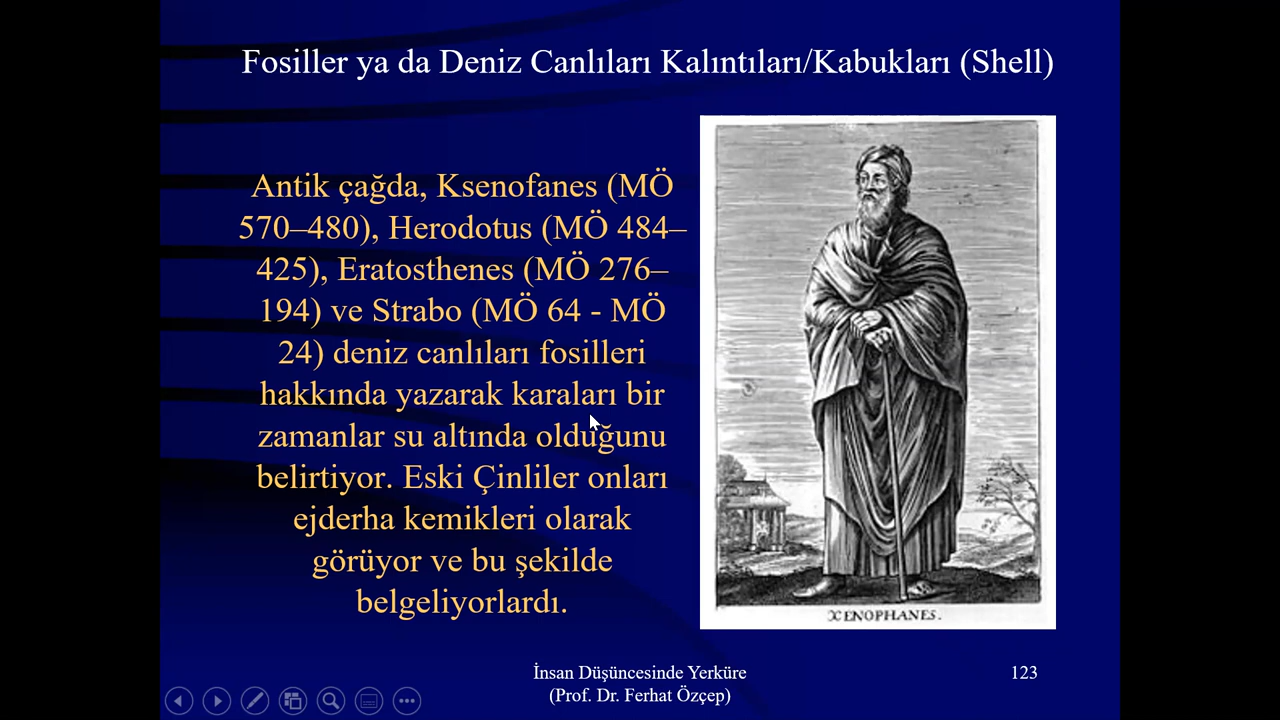 Fosiller ya da Deniz Canlıları Kalıntıları/Kabukları (Shell)
Antik çağda, Ksenofanes (MÖ
570–480), Herodotus (MÖ 484–
425), Eratosthenes (MÖ 276–
194) ve Strabo (MÖ 64 - MÖ
24) deniz canlıları fosilleri
hakkında yazarak karaları bir
zamanlar su altında olduğunu
belirtiyor. Eski Çinliler onları
ejderha kemikleri olarak
görüyor ve bu şekilde
belgeliyorlardı.
XENOPHANES.
İnsan Düşüncesinde Yerküre
(Prof. Dr. Ferhat Özçep)
123